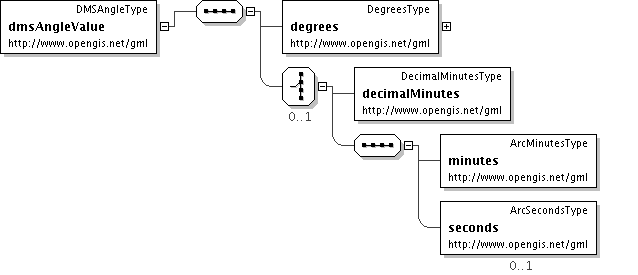 DMSAngleType
dmsAngleValue
http://www.opengis.net/gml
DegreesType
degrees
http://www.opengis.net/gml
0..1
DecimalMinutesType
decimalMinutes
http://www.opengis.net/gml
ArcMinutesType
minutes
http://www.opengis.net/gml
ArcSecondsType
seconds
http://www.opengis.net/gml
0..1